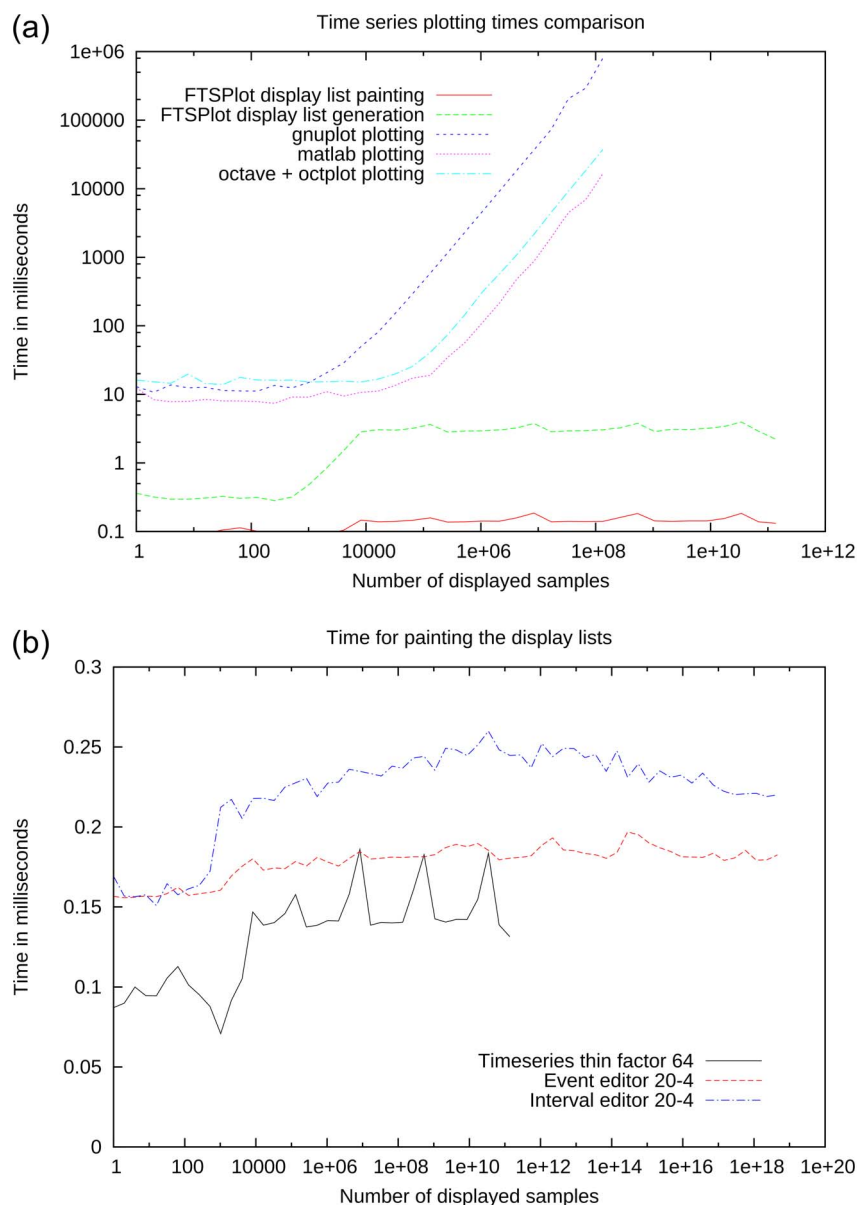 (a)
Time series plotting times comparison
1e+06
100000
10000
1000
100
10
1
0.1
Time in milliseconds
FTSPlot display list painting
FTSPlot display list generation
gnuplot plotting
matlab plotting
octave + octplot plotting
1 100 10000 1e+06 1e+08 1e+10 1e+12
Number of displayed samples
(b)
Time for painting the display lists
0.3
0.25
0.2
0.15
0.1
0.05
0
Time in milliseconds
Timeseries thin factor 64
Event editor 20-4
Interval editor 20-4
1 100 10000 1e+06 1e+08 1e+10 1e+12 1e+14 1e+16 1e+18 1e+20
Number of displayed samples